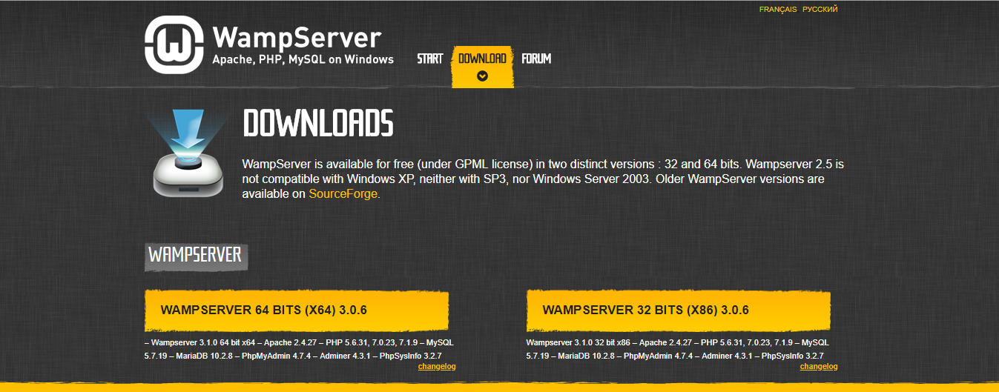 FRANÇAIS РУССКИЙ
WampServer
Apache, PHP, MySQL on Windows
START DOWNLOAD FORUM
DOWNLOADS
WampServer is available for free (under GPML license) in two distinct versions : 32 and 64 bits. Wampserver 2.5 is
not compatible with Windows XP, neither with SP3, nor Windows Server 2003. Older WampServer versions are
available on SourceForge.
WAMPSERVER
WAMPSERVER 64 BITS (X64) 3.0.6
– Wampserver 3.1.0 64 bit x64 – Apache 2.4.27 – PHP 5.6.31, 7.0.23, 7.1.9 – MySQL
5.7.19 – MariaDB 10.2.8 – PhpMyAdmin 4.7.4 – Adminer 4.3.1 – PhpSysInfo 3.2.7
changelog
WAMPSERVER 32 BITS (X86) 3.0.6
Wampserver 3.1.0 32 bit x86 – Apache 2.4.27 – PHP 5.6.31, 7.0.23, 7.1.9 – MySQL
5.7.19 – MariaDB 10.2.8 – PhpMyAdmin 4.7.4 – Adminer 4.3.1 – PhpSysInfo 3.2.7
changelog